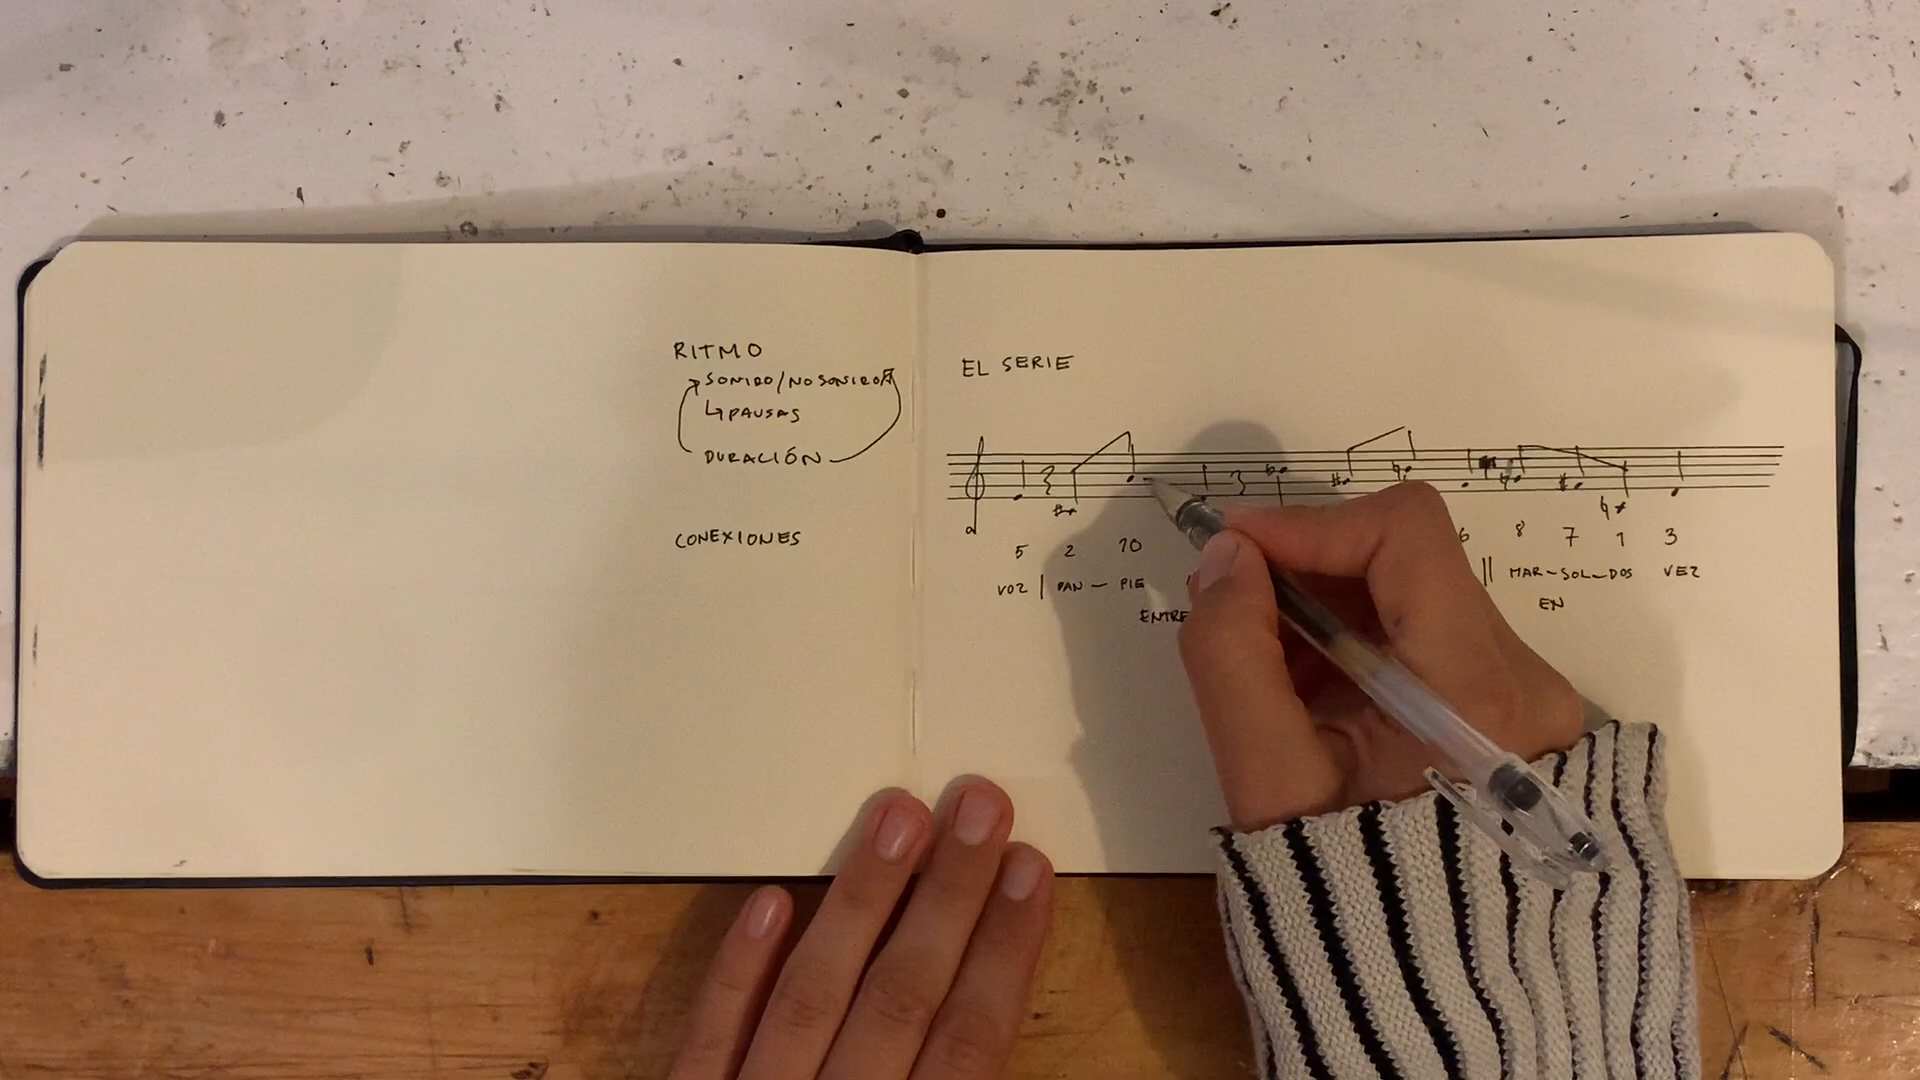 RITMO
SONIDO/NO SONIDO
PAUSAS
DURACIÓN
CONEXIONES
EL SERIE
5 2 10 6 8 7 1 3
VOZ | PAN - PIE || MAR-SOL-DOS VEZ
ENTRE EN